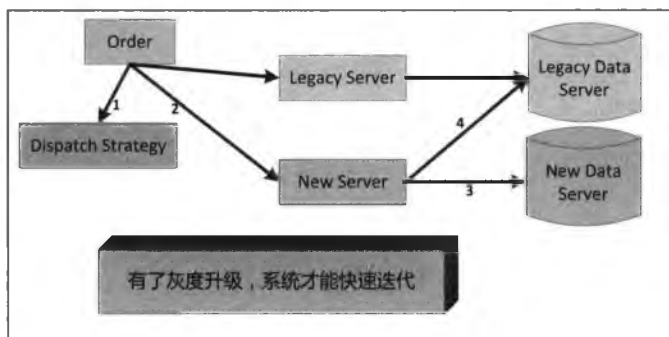 Order
Legacy Server
Legacy Data
Server
1
2
4
Dispatch Strategy
New Server
3
New Data
Server
有了灰度升级，系统才能快速迭代